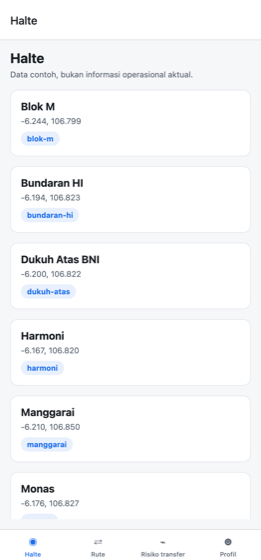 Halte
Halte
Data contoh, bukan informasi operasional aktual.
Blok M
-6.244, 106.799
blok-m
Bundaran HI
-6.194, 106.823
bundaran-hi
Dukuh Atas BNI
-6.200, 106.822
dukuh-atas
Harmoni
-6.167, 106.820
harmoni
Manggarai
-6.210, 106.850
manggarai
Monas
-6.176, 106.827
Halte Rute Risiko transfer Profil